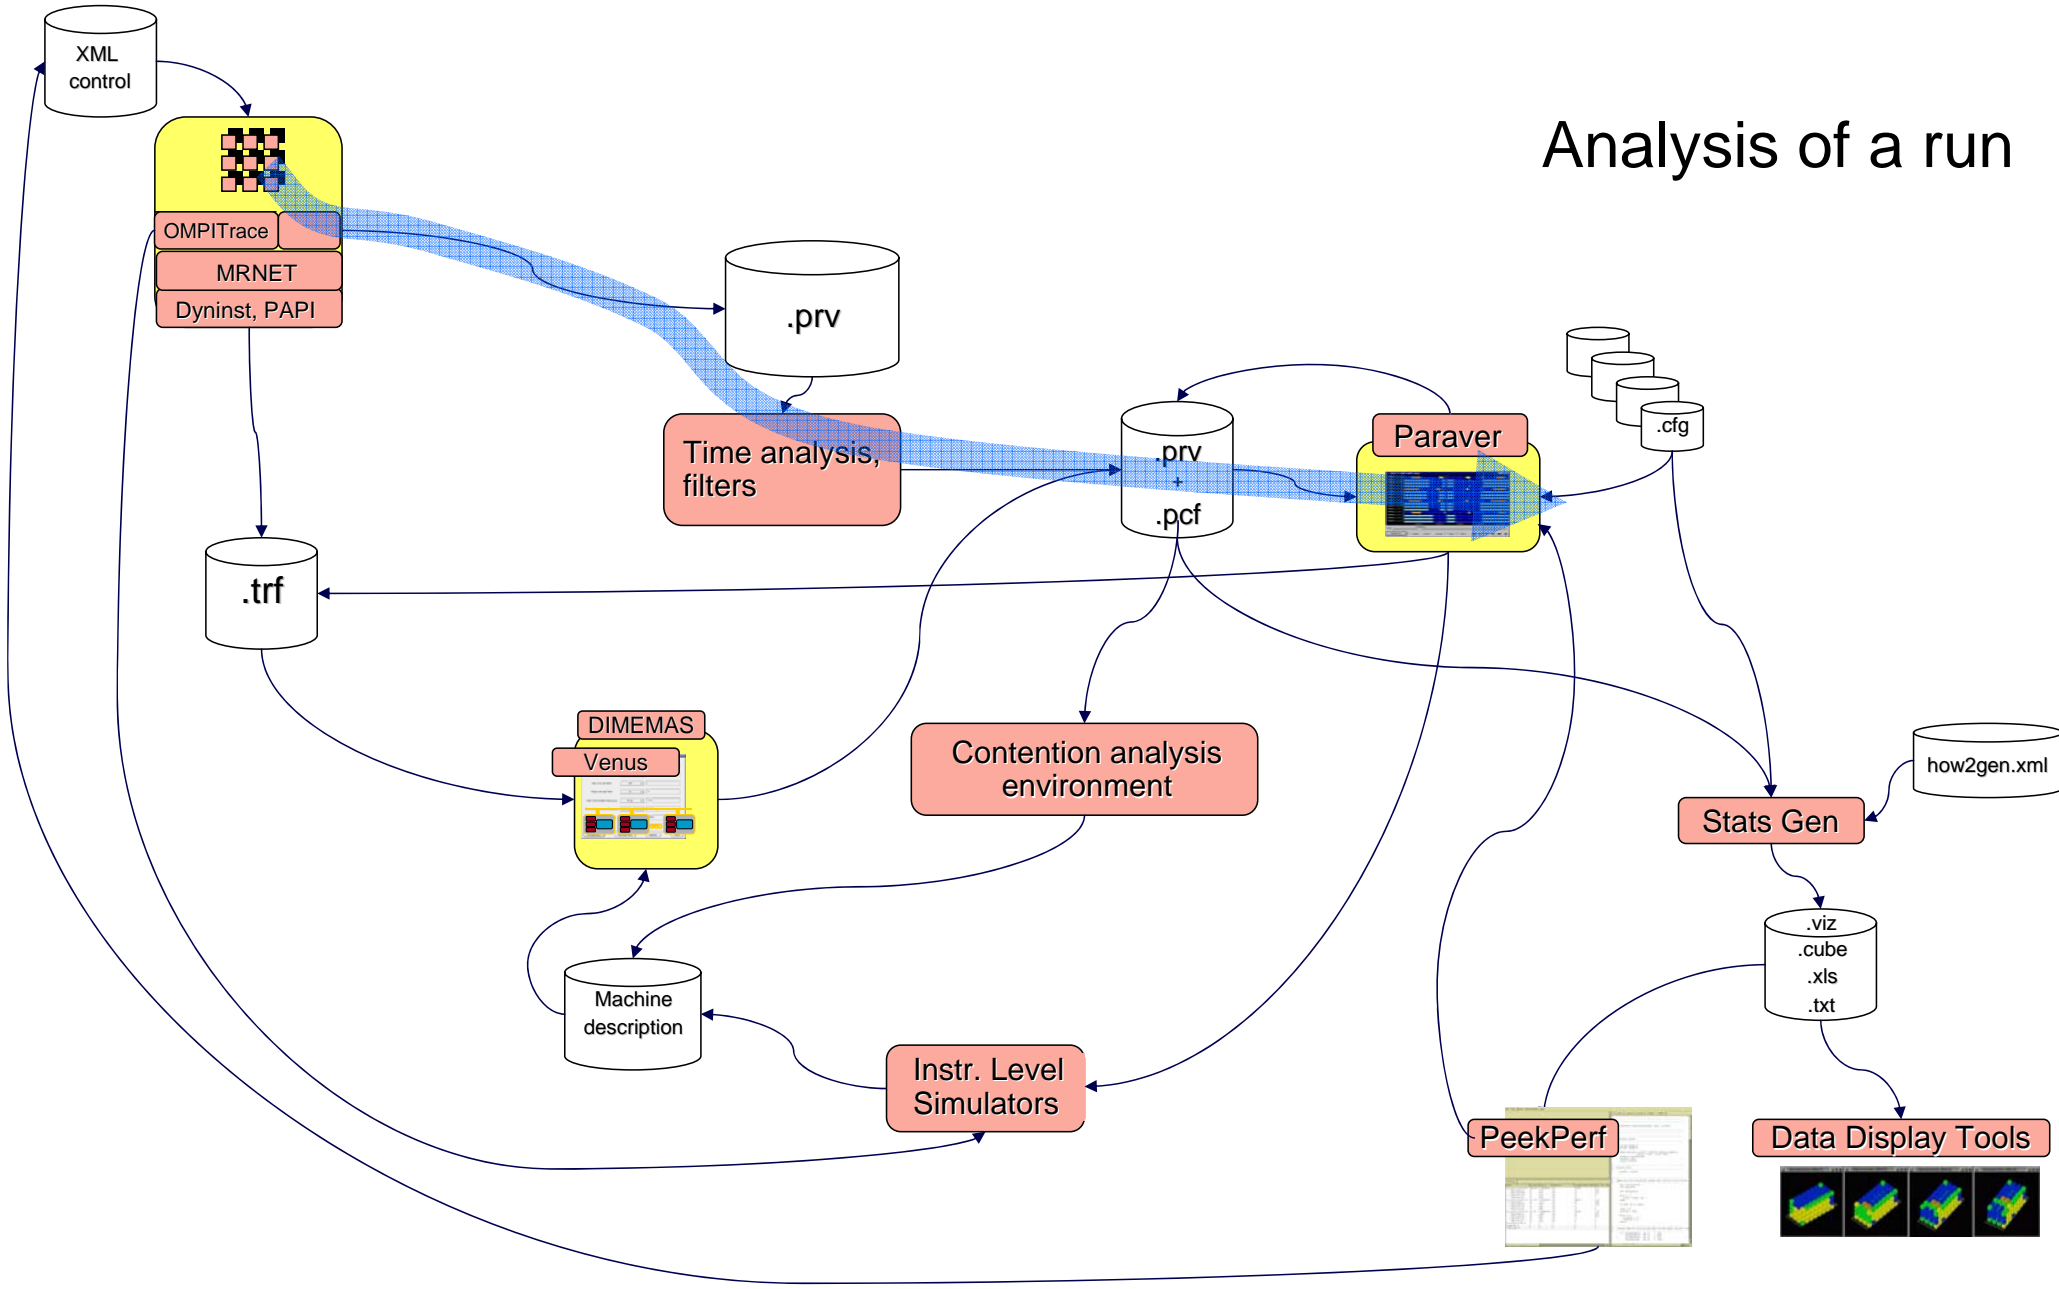 XML
control
Analysis of a run
OMPITrace
MRNET
Dyninst, PAPI
.prv
Time analysis,
filters
.prv
+
.pcf
Paraver
.cfg
.trf
DIMEMAS
Venus
Contention analysis
environment
how2gen.xml
Stats Gen
.viz
.cube
.xls
.txt
Machine
description
Instr. Level
Simulators
PeekPerf
Data Display Tools